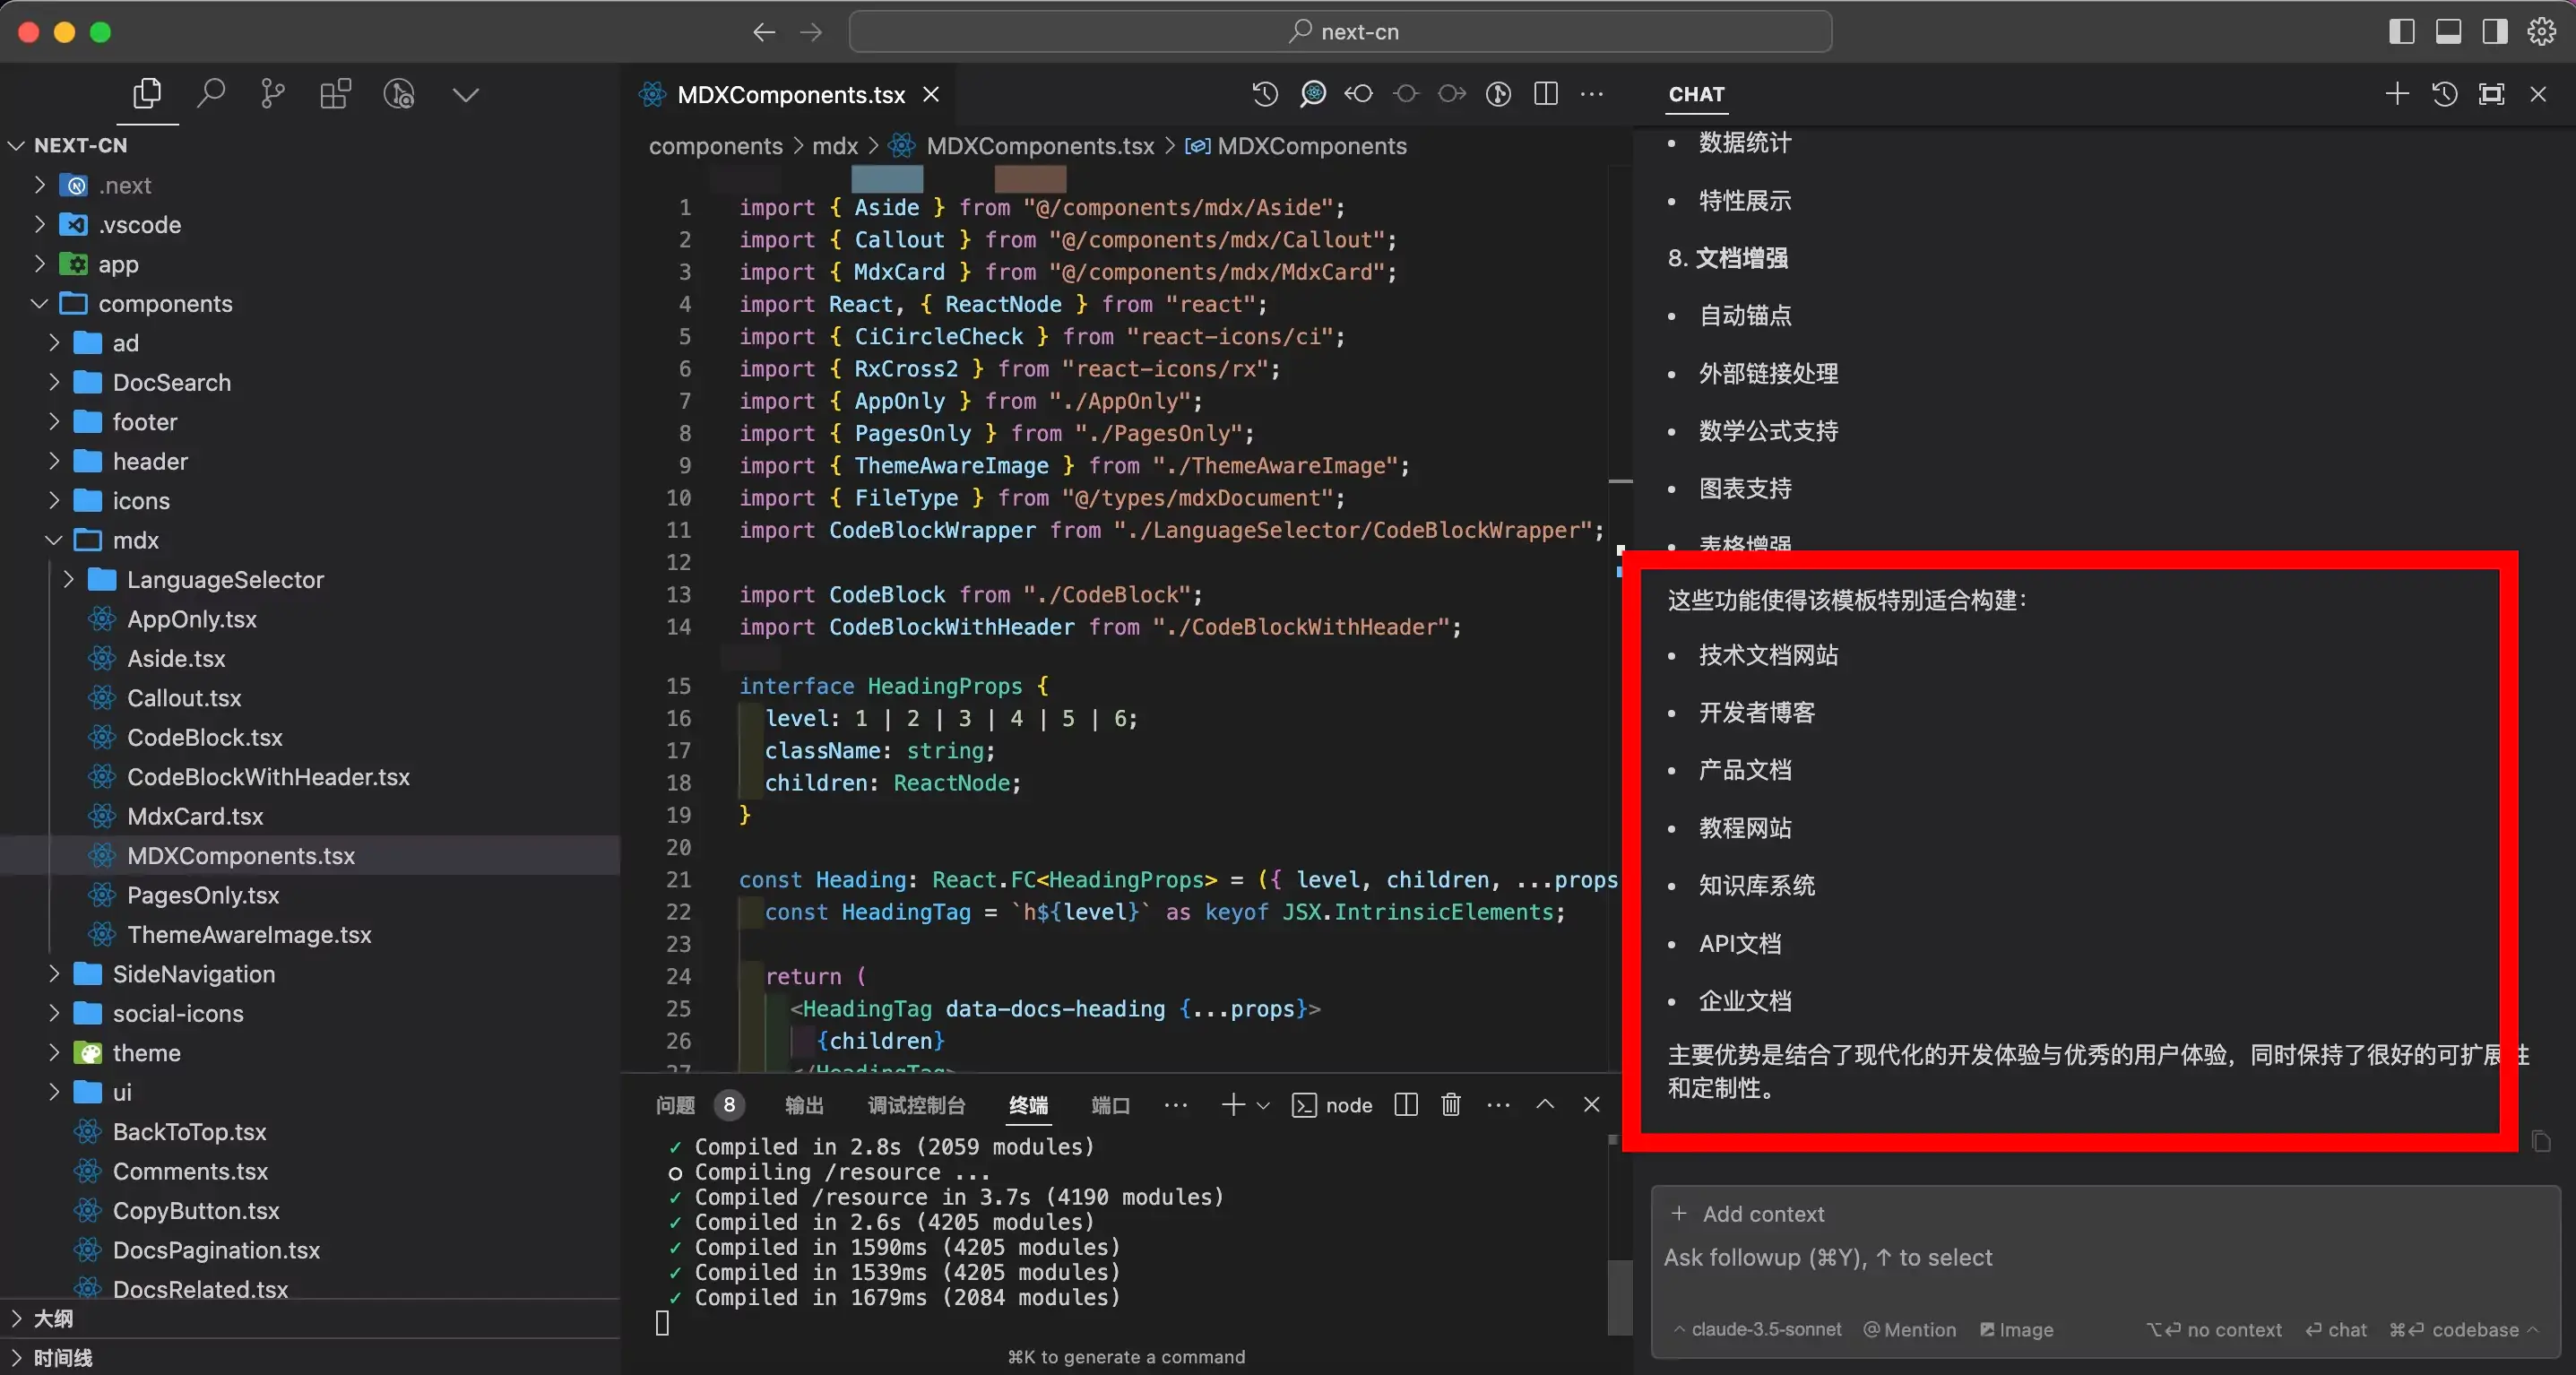 next-cn
NEXT-CN
.next
.vscode
app
components
ad
DocSearch
footer
header
icons
mdx
LanguageSelector
AppOnly.tsx
Aside.tsx
Callout.tsx
CodeBlock.tsx
CodeBlockWithHeader.tsx
MdxCard.tsx
MDXComponents.tsx
PagesOnly.tsx
ThemeAwareImage.tsx
SideNavigation
social-icons
theme
ui
BackToTop.tsx
Comments.tsx
CopyButton.tsx
DocsPagination.tsx
DocsRelated.tsx
大纲
时间线
MDXComponents.tsx
components > mdx > MDXComponents.tsx > MDXComponents
1 import { Aside } from "@/components/mdx/Aside";
2 import { Callout } from "@/components/mdx/Callout";
3 import { MdxCard } from "@/components/mdx/MdxCard";
4 import React, { ReactNode } from "react";
5 import { CiCircleCheck } from "react-icons/ci";
6 import { RxCross2 } from "react-icons/rx";
7 import { AppOnly } from "./AppOnly";
8 import { PagesOnly } from "./PagesOnly";
9 import { ThemeAwareImage } from "./ThemeAwareImage";
10 import { FileType } from "@/types/mdxDocument";
11 import CodeBlockWrapper from "./LanguageSelector/CodeBlockWrapper";
12
13 import CodeBlock from "./CodeBlock";
14 import CodeBlockWithHeader from "./CodeBlockWithHeader";
15 interface HeadingProps {
16 level: 1 | 2 | 3 | 4 | 5 | 6;
17 className: string;
18 children: ReactNode;
19 }
20
21 const Heading: React.FC<HeadingProps> = ({ level, children, ...props
22 const HeadingTag = `h${level}` as keyof JSX.IntrinsicElements;
23
24 return (
25 <HeadingTag data-docs-heading {...props}>
26 {children}
27 </HeadingTag>
问题 8 输出 调试控制台 终端 端口 ··· node
✓ Compiled in 2.8s (2059 modules)
○ Compiling /resource ...
✓ Compiled /resource in 3.7s (4190 modules)
✓ Compiled in 2.6s (4205 modules)
✓ Compiled in 1590ms (4205 modules)
✓ Compiled in 1539ms (4205 modules)
✓ Compiled in 1679ms (2084 modules)
⌘K to generate a command
CHAT
• 数据统计
• 特性展示
8. 文档增强
• 自动锚点
• 外部链接处理
• 数学公式支持
• 图表支持
• 表格增强
这些功能使得该模板特别适合构建：
• 技术文档网站
• 开发者博客
• 产品文档
• 教程网站
• 知识库系统
• API文档
• 企业文档
主要优势是结合了现代化的开发体验与优秀的用户体验，同时保持了很好的可扩展性
和定制性。
+ Add context
Ask followup (⌘Y), ↑ to select
claude-3.5-sonnet @ Mention Image ⌥⏎ no context ⏎ chat ⌘⏎ codebase